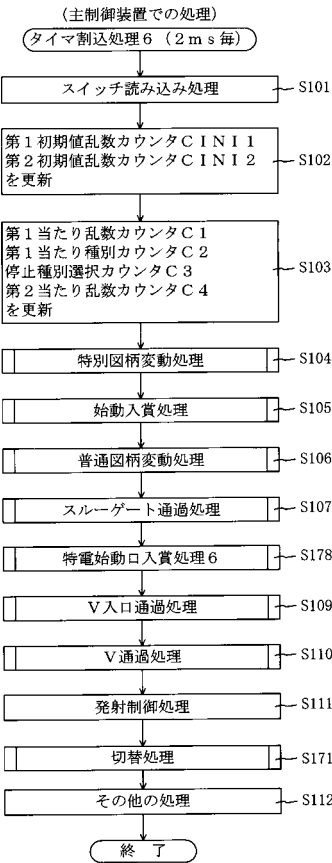 (主制御装置での処理)
タイマ割込処理6(2ms毎)
スイッチ読み込み処理
S101
第1初期値乱数カウンタCINI1
第2初期値乱数カウンタCINI2
を更新
S102
第1当たり乱数カウンタC1
第1当たり種別カウンタC2
停止種別選択カウンタC3
第2当たり乱数カウンタC4
を更新
S103
特別図柄変動処理
S104
始動入賞処理
S105
普通図柄変動処理
S106
スルーゲート通過処理
S107
特電始動口入賞処理6
S178
V入口通過処理
S109
V通過処理
S110
発射制御処理
S111
切替処理
S171
その他の処理
S112
終 了